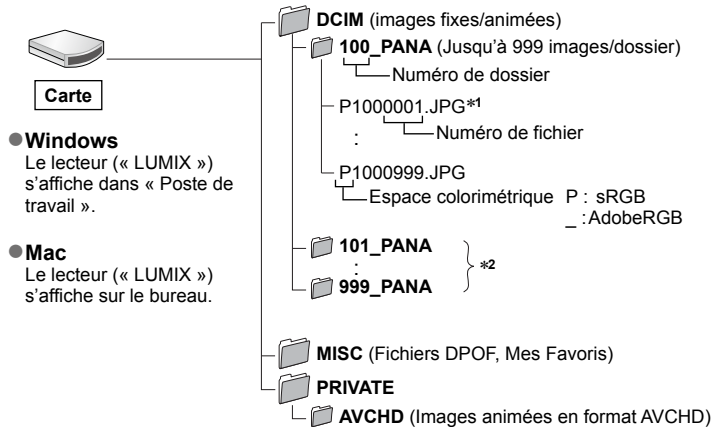 DCIM (images fixes/animées)
100_PANA (Jusqu'à 999 images/dossier)
Numéro de dossier
Carte
P1000001.JPG*1
Numéro de fichier
:
P1000999.JPG
Espace colorimétrique P : sRGB
_ : AdobeRGB
●Windows
Le lecteur (« LUMIX »)
s'affiche dans « Poste de
travail ».
●Mac
Le lecteur (« LUMIX »)
s'affiche sur le bureau.
101_PANA
:
*2
999_PANA
MISC (Fichiers DPOF, Mes Favoris)
PRIVATE
AVCHD (Images animées en format AVCHD)